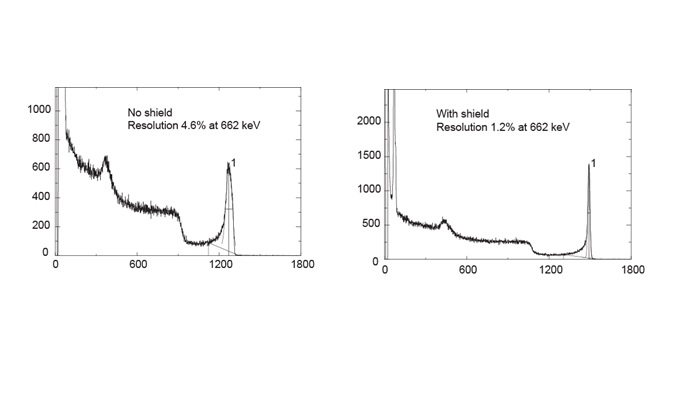 No shield
Resolution 4.6% at 662 keV
1
1000
800
600
400
200
0
0 600 1200 1800
With shield
Resolution 1.2% at 662 keV
1
2000
1500
1000
500
0
0 600 1200 1800